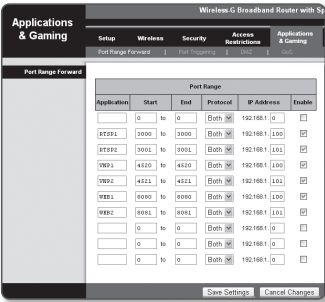 Wireless-G Broadband Router with Sp
Applications & Gaming
Setup Wireless Security Access Restrictions Applications & Gaming
Port Range Forward | Port Triggering | DMZ | QoS
Port Range Forward
Port Range
Application Start End Protocol IP Address Enable
0 to 0 Both 192.168.1. 0
RTSP1 3000 to 3000 Both 192.168.1. 100
RTSP2 3001 to 3001 Both 192.168.1. 101
VNP1 4520 to 4520 Both 192.168.1. 100
VNP2 4521 to 4521 Both 192.168.1. 101
WEB1 8080 to 8080 Both 192.168.1. 100
WEB2 8081 to 8081 Both 192.168.1. 101
0 to 0 Both 192.168.1. 0
0 to 0 Both 192.168.1. 0
0 to 0 Both 192.168.1. 0
Save Settings Cancel Changes